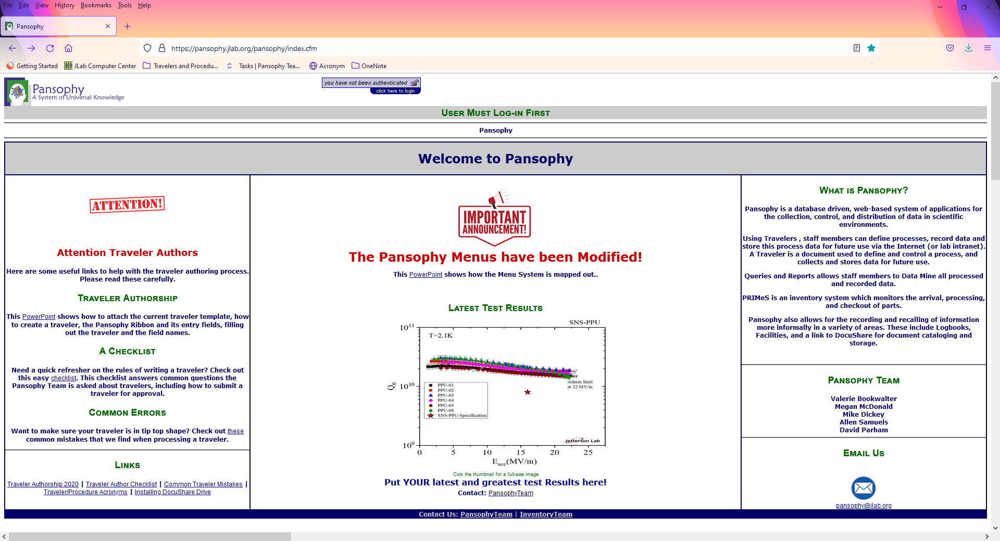 File Edit View History Bookmarks Tools Help
Pansophy
https://pansophy.jlab.org/pansophy/index.cfm
Getting Started JLab Computer Center Travelers and Procedu... Tasks | Pansophy Tea... Acronym OneNote
Pansophy
A System of Universal Knowledge
you have not been authenticated
click here to login
User Must Log-in First
Pansophy
Welcome to Pansophy
ATTENTION!
Attention Traveler Authors
Here are some useful links to help with the traveler authoring process.
Please read these carefully.
Traveler Authorship
This PowerPoint shows how to attach the current traveler template, how
to create a traveler, the Pansophy Ribbon and its entry fields, filling
out the traveler and the field names.
A Checklist
Need a quick refresher on the rules of writing a traveler? Check out
this easy checklist. This checklist answers common questions the
Pansophy Team is asked about travelers, including how to submit a
traveler for approval.
Common Errors
Want to make sure your traveler is in tip top shape? Check out these
common mistakes that we find when processing a traveler.
Links
Traveler Authorship 2020 | Traveler Author Checklist | Common Traveler Mistakes |
Traveler/Procedure Acronyms | Installing DocuShare Drive
IMPORTANT
ANNOUNCEMENT!
The Pansophy Menus have been Modified!
This PowerPoint shows how the Menu System is mapped out..
Latest Test Results
SNS-PPU
10¹¹
T=2.1K
Q₀
10¹⁰
Admin limit
at 22 MV/m
PPU-01
PPU-02
PPU-03
PPU-04
PPU-05
PPU-08
SNS-PPU-Specification
Jefferson Lab
10⁹
0 5 10 15 20 25
Eacc(MV/m)
Cick the thumbnail for a full-size image
Put YOUR latest and greatest test Results here!
Contact: PansophyTeam
What is Pansophy?
Pansophy is a database driven, web-based system of applications for
the collection, control, and distribution of data in scientific
environments.
Using Travelers , staff members can define processes, record data and
store this process data for future use via the Internet (or lab intranet).
A Traveler is a document used to define and control a process, and
collects and stores data for future use.
Queries and Reports allows staff members to Data Mine all processed
and recorded data.
PRIMeS is an inventory system which monitors the arrival, processing,
and checkout of parts.
Pansophy also allows for the recording and recalling of information
more informally in a variety of areas. These include Logbooks,
Facilities, and a link to DocuShare for document cataloging and
storage.
Pansophy Team
Valerie Bookwalter
Megan McDonald
Mike Dickey
Allen Samuels
David Parham
Email Us
pansophy@jlab.org
Contact Us: PansophyTeam | InventoryTeam